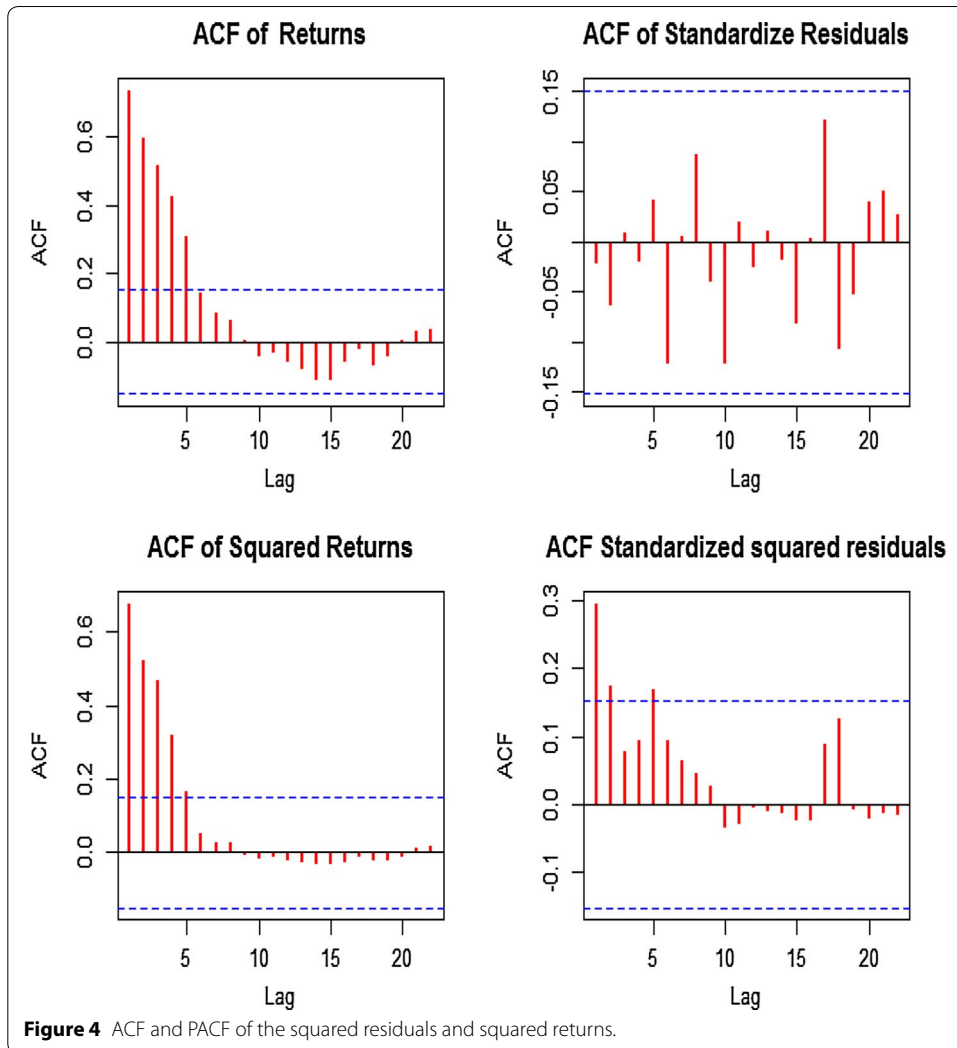 ACF of Returns
ACF
0.0 0.2 0.4 0.6
5 10 15 20
Lag
ACF of Standardize Residuals
ACF
-0.15 -0.05 0.05 0.15
5 10 15 20
Lag
ACF of Squared Returns
ACF
0.0 0.2 0.4 0.6
5 10 15 20
Lag
ACF Standardized squared residuals
ACF
-0.1 0.0 0.1 0.2 0.3
5 10 15 20
Lag
Figure 4 ACF and PACF of the squared residuals and squared returns.